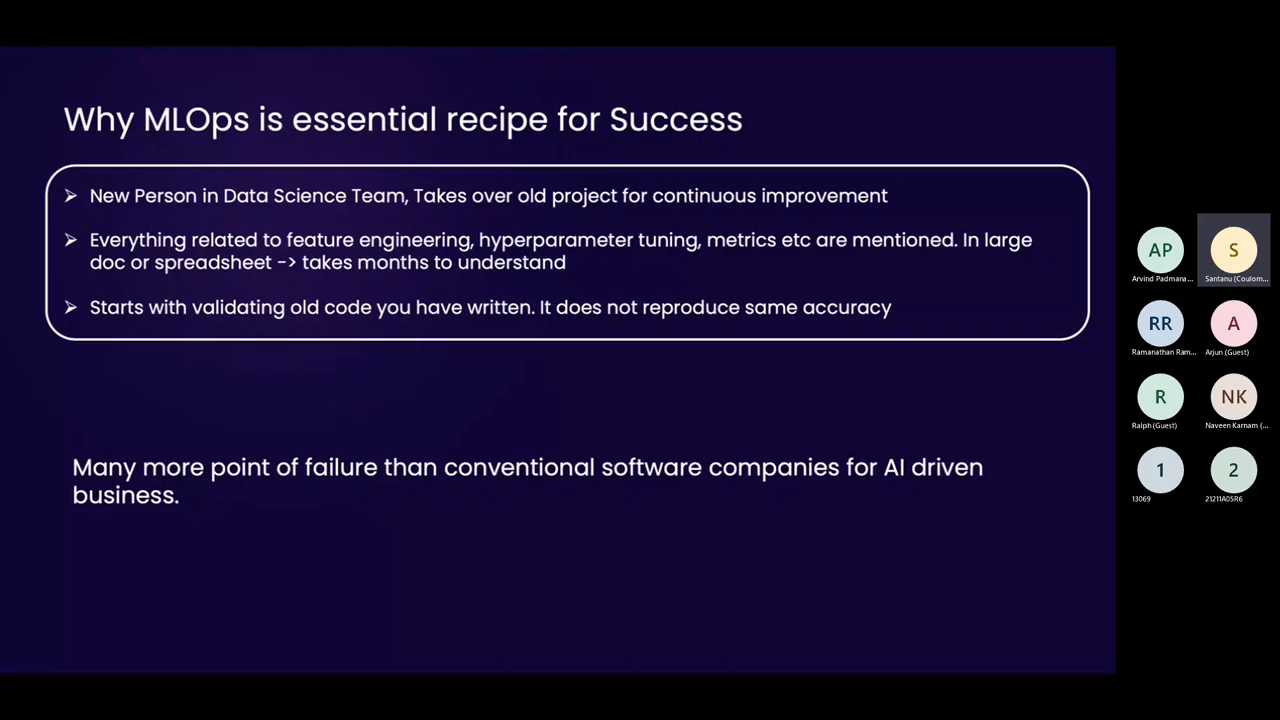 Why MLOps is essential recipe for Success
➢ New Person in Data Science Team, Takes over old project for continuous improvement
➢ Everything related to feature engineering, hyperparameter tuning, metrics etc are mentioned. In large
doc or spreadsheet -> takes months to understand
➢ Starts with validating old code you have written. It does not reproduce same accuracy
Many more point of failure than conventional software companies for AI driven
business.
AP
S
Arvind Padmana...
Santanu (Coulom...
RR
A
Ramanathan Ram...
Arjun (Guest)
R
NK
Ralph (Guest)
Naveen Karnam (...
1
2
13069
21211A05R6